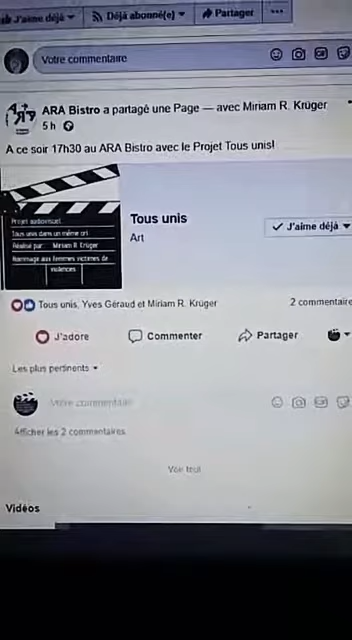 J'aime déjà
Déjà abonné(e)
Partager
Votre commentaire
ARA Bistro a partagé une Page — avec Miriam R. Krüger
5 h
A ce soir 17h30 au ARA Bistro avec le Projet Tous unis!
Projet audiovisuel
Tous unis dans un même cri
Réalisé par: Miriam R Krüger
Hommage aux femmes victimes de
violences
Tous unis
Art
J'aime déjà
Tous unis, Yves Géraud et Miriam R. Krüger
2 commentaire
J'adore
Commenter
Partager
Les plus pertinents
Votre commentaire
Afficher les 2 commentaires
Voir tout
Vidéos